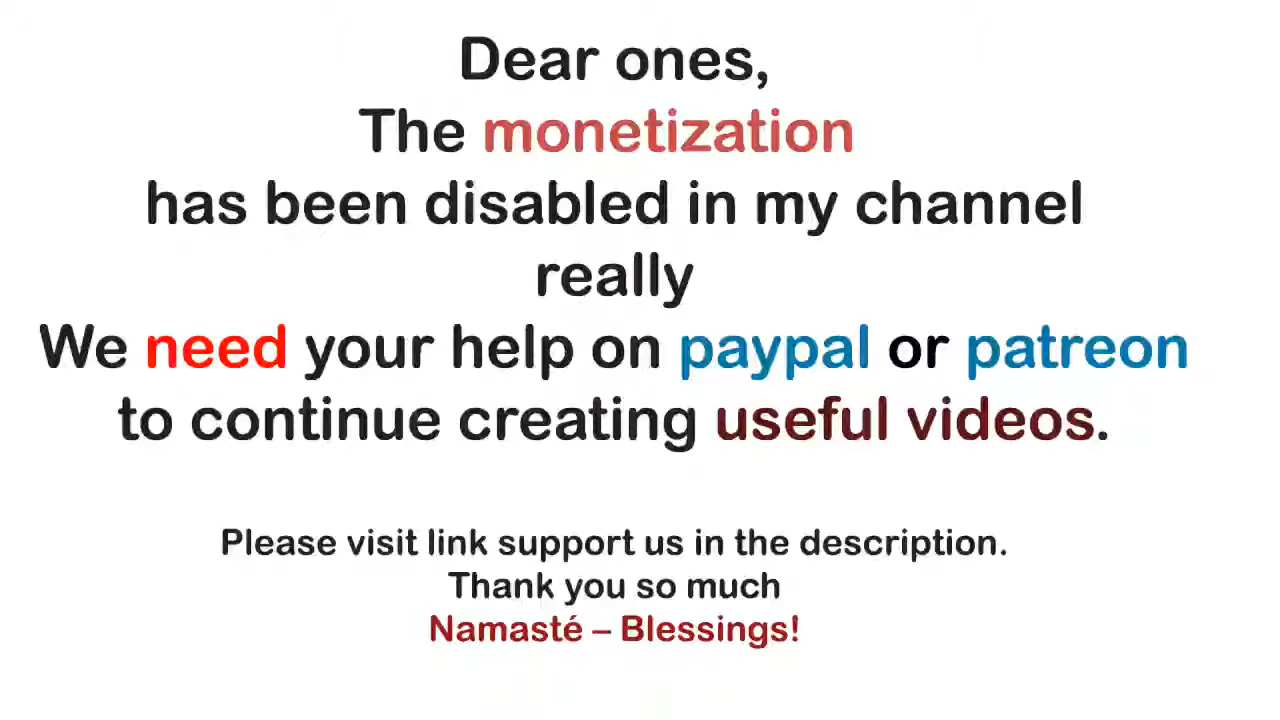 Dear ones,
The monetization
has been disabled in my channel
really
We need your help on paypal or patreon
to continue creating useful videos.
Please visit link support us in the description.
Thank you so much
Namasté – Blessings!